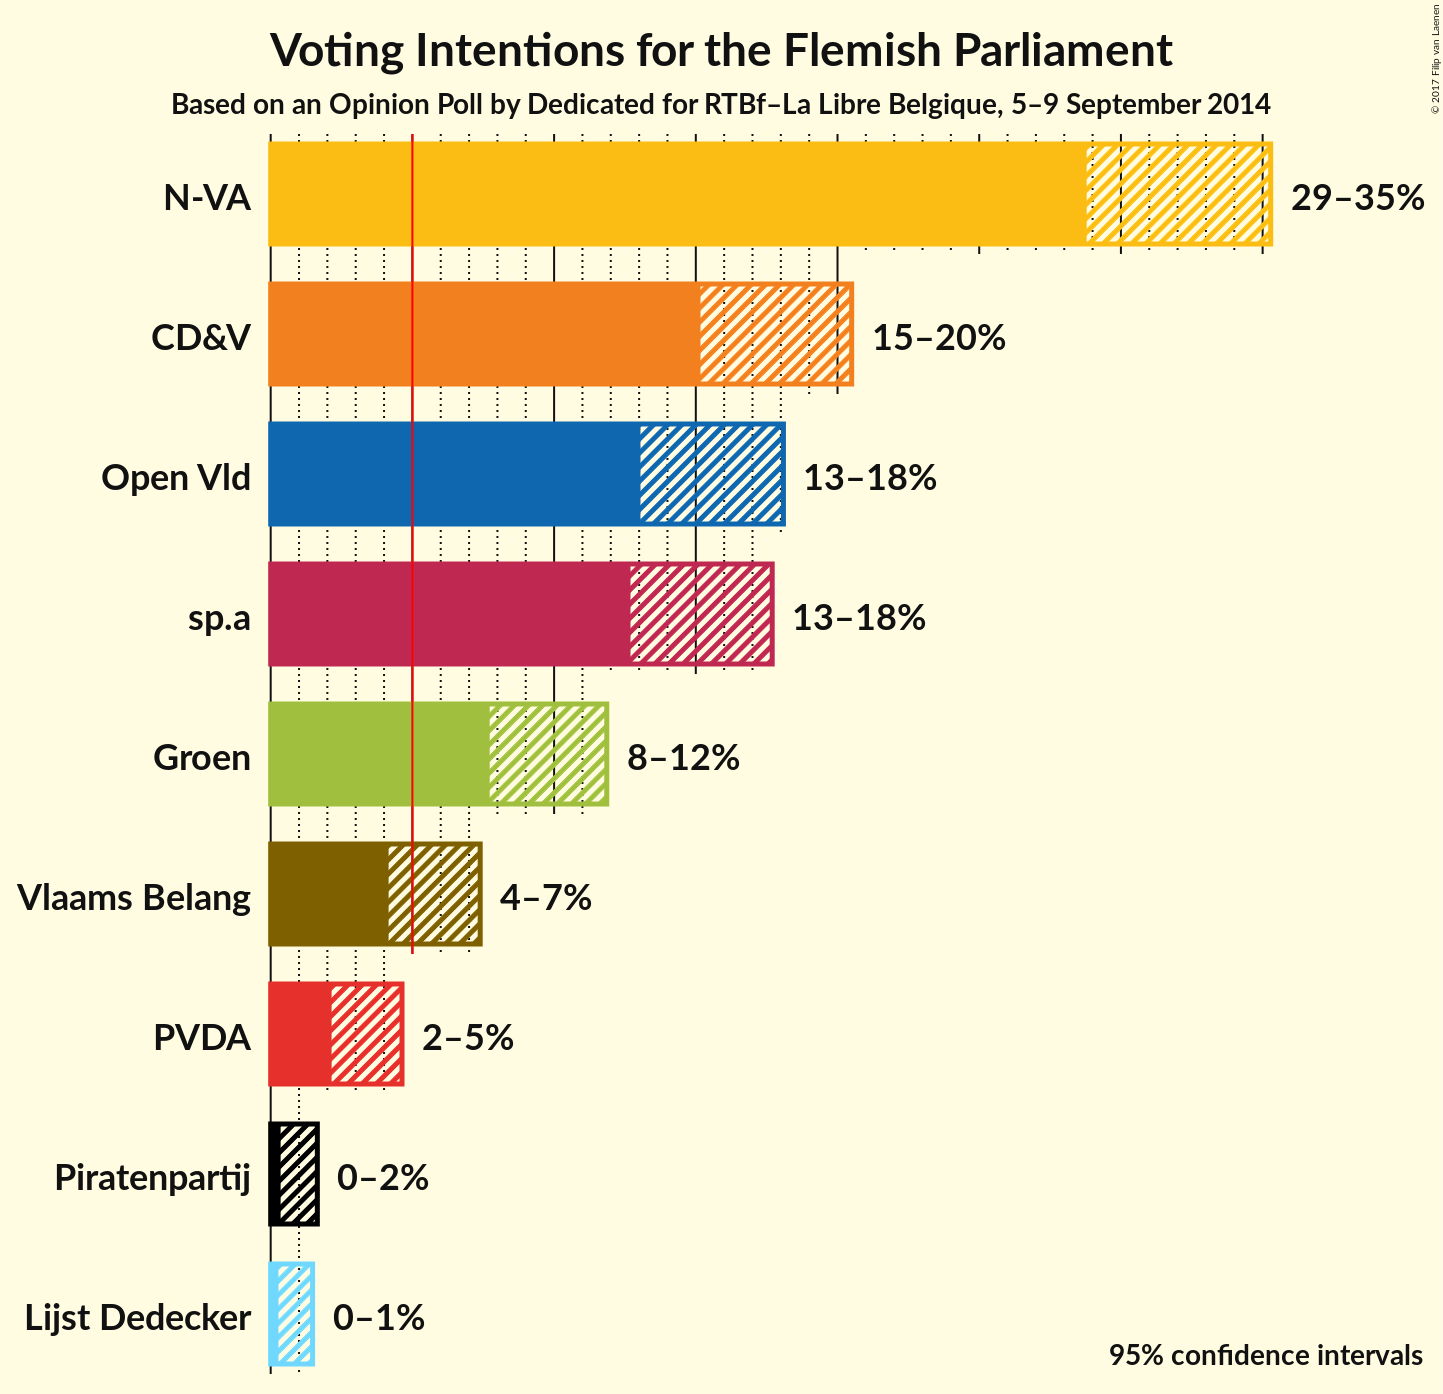 Voting Intentions for the Flemish Parliament
Based on an Opinion Poll by Dedicated for RTBf–La Libre Belgique, 5–9 September 2014
© 2017 Filip van Laenen
N-VA 29–35%
CD&V 15–20%
Open Vld 13–18%
sp.a 13–18%
Groen 8–12%
Vlaams Belang 4–7%
PVDA 2–5%
Piratenpartij 0–2%
Lijst Dedecker 0–1%
95% confidence intervals